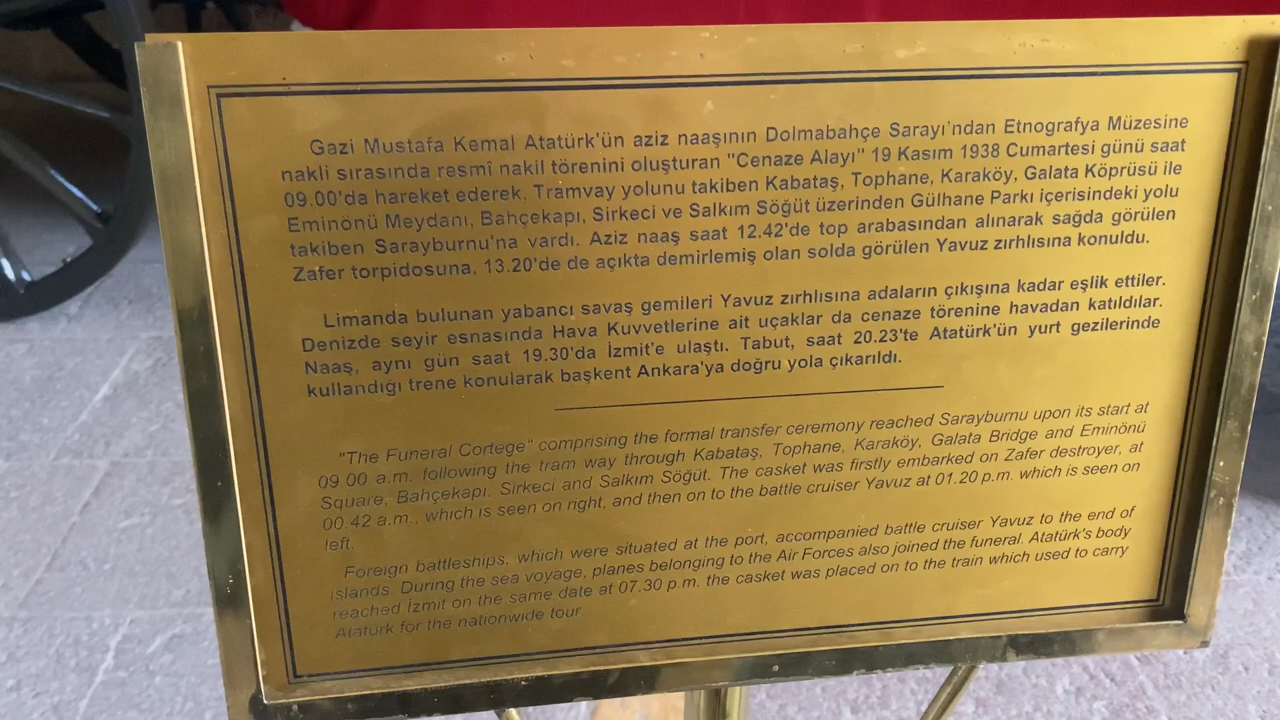 Gazi Mustafa Kemal Atatürk'ün aziz naaşının Dolmabahçe Sarayı'ndan Etnografya Müzesine
nakli sırasında resmî nakil törenini oluşturan "Cenaze Alayı" 19 Kasım 1938 Cumartesi günü saat
09.00'da hareket ederek, Tramvay yolunu takiben Kabataş, Tophane, Karaköy, Galata Köprüsü ile
Eminönü Meydanı, Bahçekapı, Sirkeci ve Salkım Söğüt üzerinden Gülhane Parkı içerisindeki yolu
takiben Sarayburnu'na vardı. Aziz naaş saat 12.42'de top arabasından alınarak sağda görülen
Zafer torpidosuna, 13.20'de de açıkta demirlemiş olan solda görülen Yavuz zırhlısına konuldu.
Limanda bulunan yabancı savaş gemileri Yavuz zırhlısına adaların çıkışına kadar eşlik ettiler.
Denizde seyir esnasında Hava Kuvvetlerine ait uçaklar da cenaze törenine havadan katıldılar.
Naaş, aynı gün saat 19.30'da İzmit'e ulaştı. Tabut, saat 20.23'te Atatürk'ün yurt gezilerinde
kullandığı trene konularak başkent Ankara'ya doğru yola çıkarıldı.
"The Funeral Cortege" comprising the formal transfer ceremony reached Sarayburnu upon its start at
09.00 a.m. following the tram way through Kabataş, Tophane, Karaköy, Galata Bridge and Eminönü
Square, Bahçekapı, Sirkeci and Salkım Söğüt. The casket was firstly embarked on Zafer destroyer, at
00.42 a.m., which is seen on right, and then on to the battle cruiser Yavuz at 01.20 p.m. which is seen on
left.
Foreign battleships, which were situated at the port, accompanied battle cruiser Yavuz to the end of
islands. During the sea voyage, planes belonging to the Air Forces also joined the funeral. Atatürk's body
reached İzmit on the same date at 07.30 p.m. the casket was placed on to the train which used to carry
Atatürk for the nationwide tour.